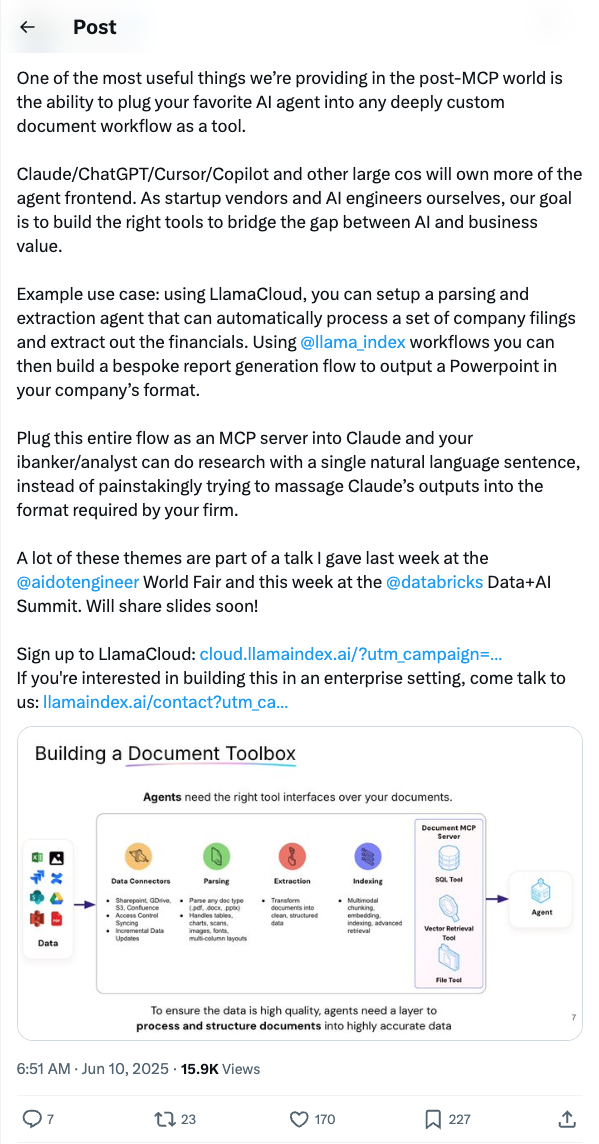 Post
One of the most useful things we’re providing in the post-MCP world is
the ability to plug your favorite AI agent into any deeply custom
document workflow as a tool.
Claude/ChatGPT/Cursor/Copilot and other large cos will own more of the
agent frontend. As startup vendors and AI engineers ourselves, our goal
is to build the right tools to bridge the gap between AI and business
value.
Example use case: using LlamaCloud, you can setup a parsing and
extraction agent that can automatically process a set of company filings
and extract out the financials. Using @llama_index workflows you can
then build a bespoke report generation flow to output a Powerpoint in
your company’s format.
Plug this entire flow as an MCP server into Claude and your
ibanker/analyst can do research with a single natural language sentence,
instead of painstakingly trying to massage Claude’s outputs into the
format required by your firm.
A lot of these themes are part of a talk I gave last week at the
@aidotengineer World Fair and this week at the @databricks Data+AI
Summit. Will share slides soon!
Sign up to LlamaCloud: cloud.llamaindex.ai/?utm_campaign=...
If you're interested in building this in an enterprise setting, come talk to
us: llamaindex.ai/contact?utm_ca...
Building a Document Toolbox
Agents need the right tool interfaces over your documents.
Data
Data Connectors
• Sharepoint, GDrive,
S3, Confluence
• Access Control
Syncing
• Incremental Data
Updates
Parsing
• Parse any doc type
(.pdf, .docx, .pptx)
• Handles tables,
charts, scans,
images, fonts,
multi-column layouts
Extraction
• Transform
documents into
clean, structured
data
Indexing
• Multimodal
chunking,
embedding,
indexing, advanced
retrieval
Document MCP
Server
SQL Tool
Vector Retrieval
Tool
File Tool
Agent
To ensure the data is high quality, agents need a layer to
process and structure documents into highly accurate data
7
6:51 AM · Jun 10, 2025 · 15.9K Views
7 23 170 227